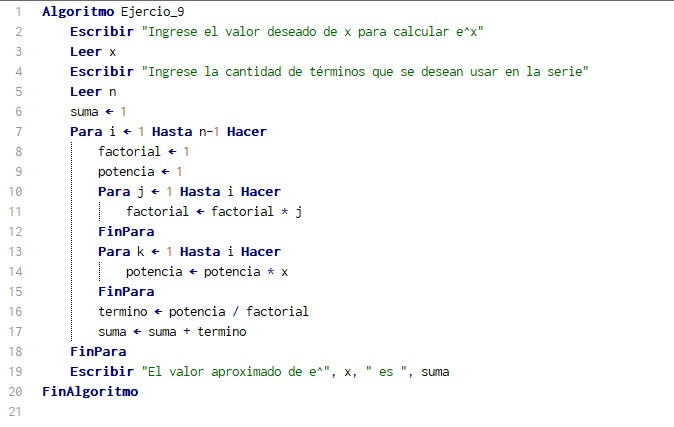 1 Algoritmo Ejercio_9
2 Escribir "Ingrese el valor deseado de x para calcular e^x"
3 Leer x
4 Escribir "Ingrese la cantidad de términos que se desean usar en la serie"
5 Leer n
6 suma ← 1
7 Para i ← 1 Hasta n-1 Hacer
8 factorial ← 1
9 potencia ← 1
10 Para j ← 1 Hasta i Hacer
11 factorial ← factorial * j
12 FinPara
13 Para k ← 1 Hasta i Hacer
14 potencia ← potencia * x
15 FinPara
16 termino ← potencia / factorial
17 suma ← suma + termino
18 FinPara
19 Escribir "El valor aproximado de e^", x, " es ", suma
20 FinAlgoritmo
21